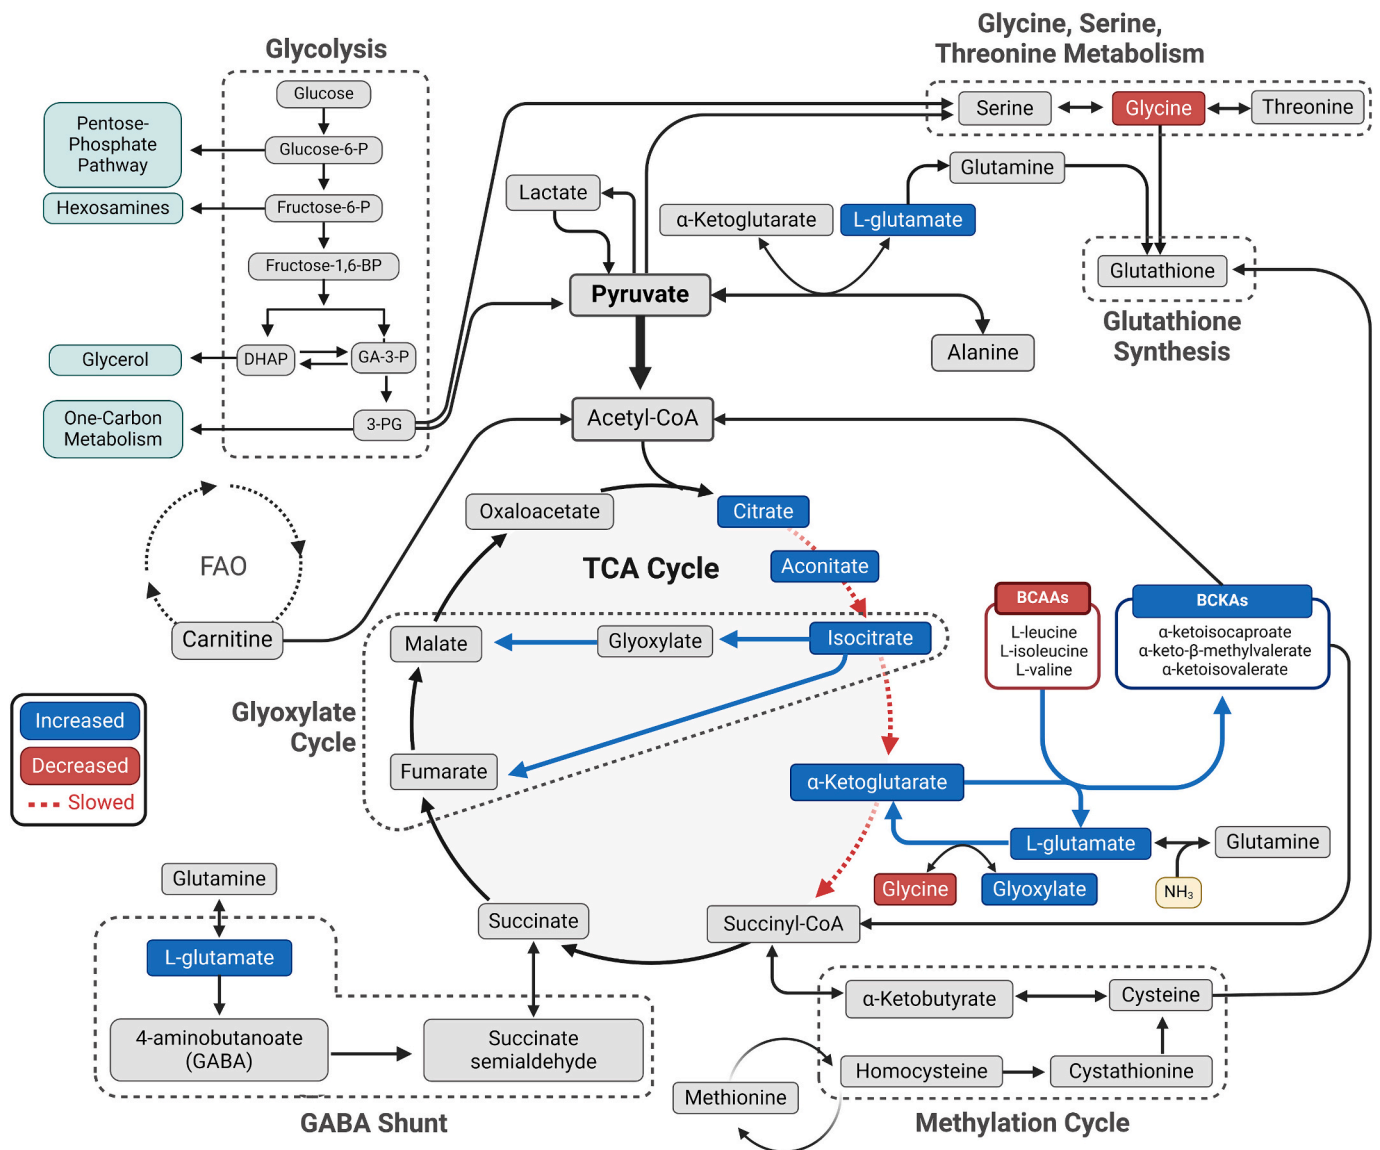 Glycolysis
Glucose
Glucose-6-P
Fructose-6-P
Fructose-1,6-BP
DHAP
GA-3-P
3-PG
Pentose-
Phosphate
Pathway
Hexosamines
Glycerol
One-Carbon
Metabolism
Glycine, Serine,
Threonine Metabolism
Serine
Glycine
Threonine
Lactate
α-Ketoglutarate
L-glutamate
Glutamine
Glutathione
Glutathione
Synthesis
Pyruvate
Alanine
Acetyl-CoA
FAO
Carnitine
TCA Cycle
Oxaloacetate
Citrate
Aconitate
Isocitrate
Glyoxylate
Malate
Glyoxylate
Cycle
Fumarate
α-Ketoglutarate
BCAAs
L-leucine
L-isoleucine
L-valine
BCKAs
α-ketoisocaproate
α-keto-β-methylvalerate
α-ketoisovalerate
L-glutamate
Glutamine
NH₃
Glycine
Glyoxylate
Succinyl-CoA
Succinate
Increased
Decreased
Slowed
Glutamine
L-glutamate
4-aminobutanoate
(GABA)
Succinate
semialdehyde
GABA Shunt
α-Ketobutyrate
Cysteine
Homocysteine
Cystathionine
Methionine
Methylation Cycle